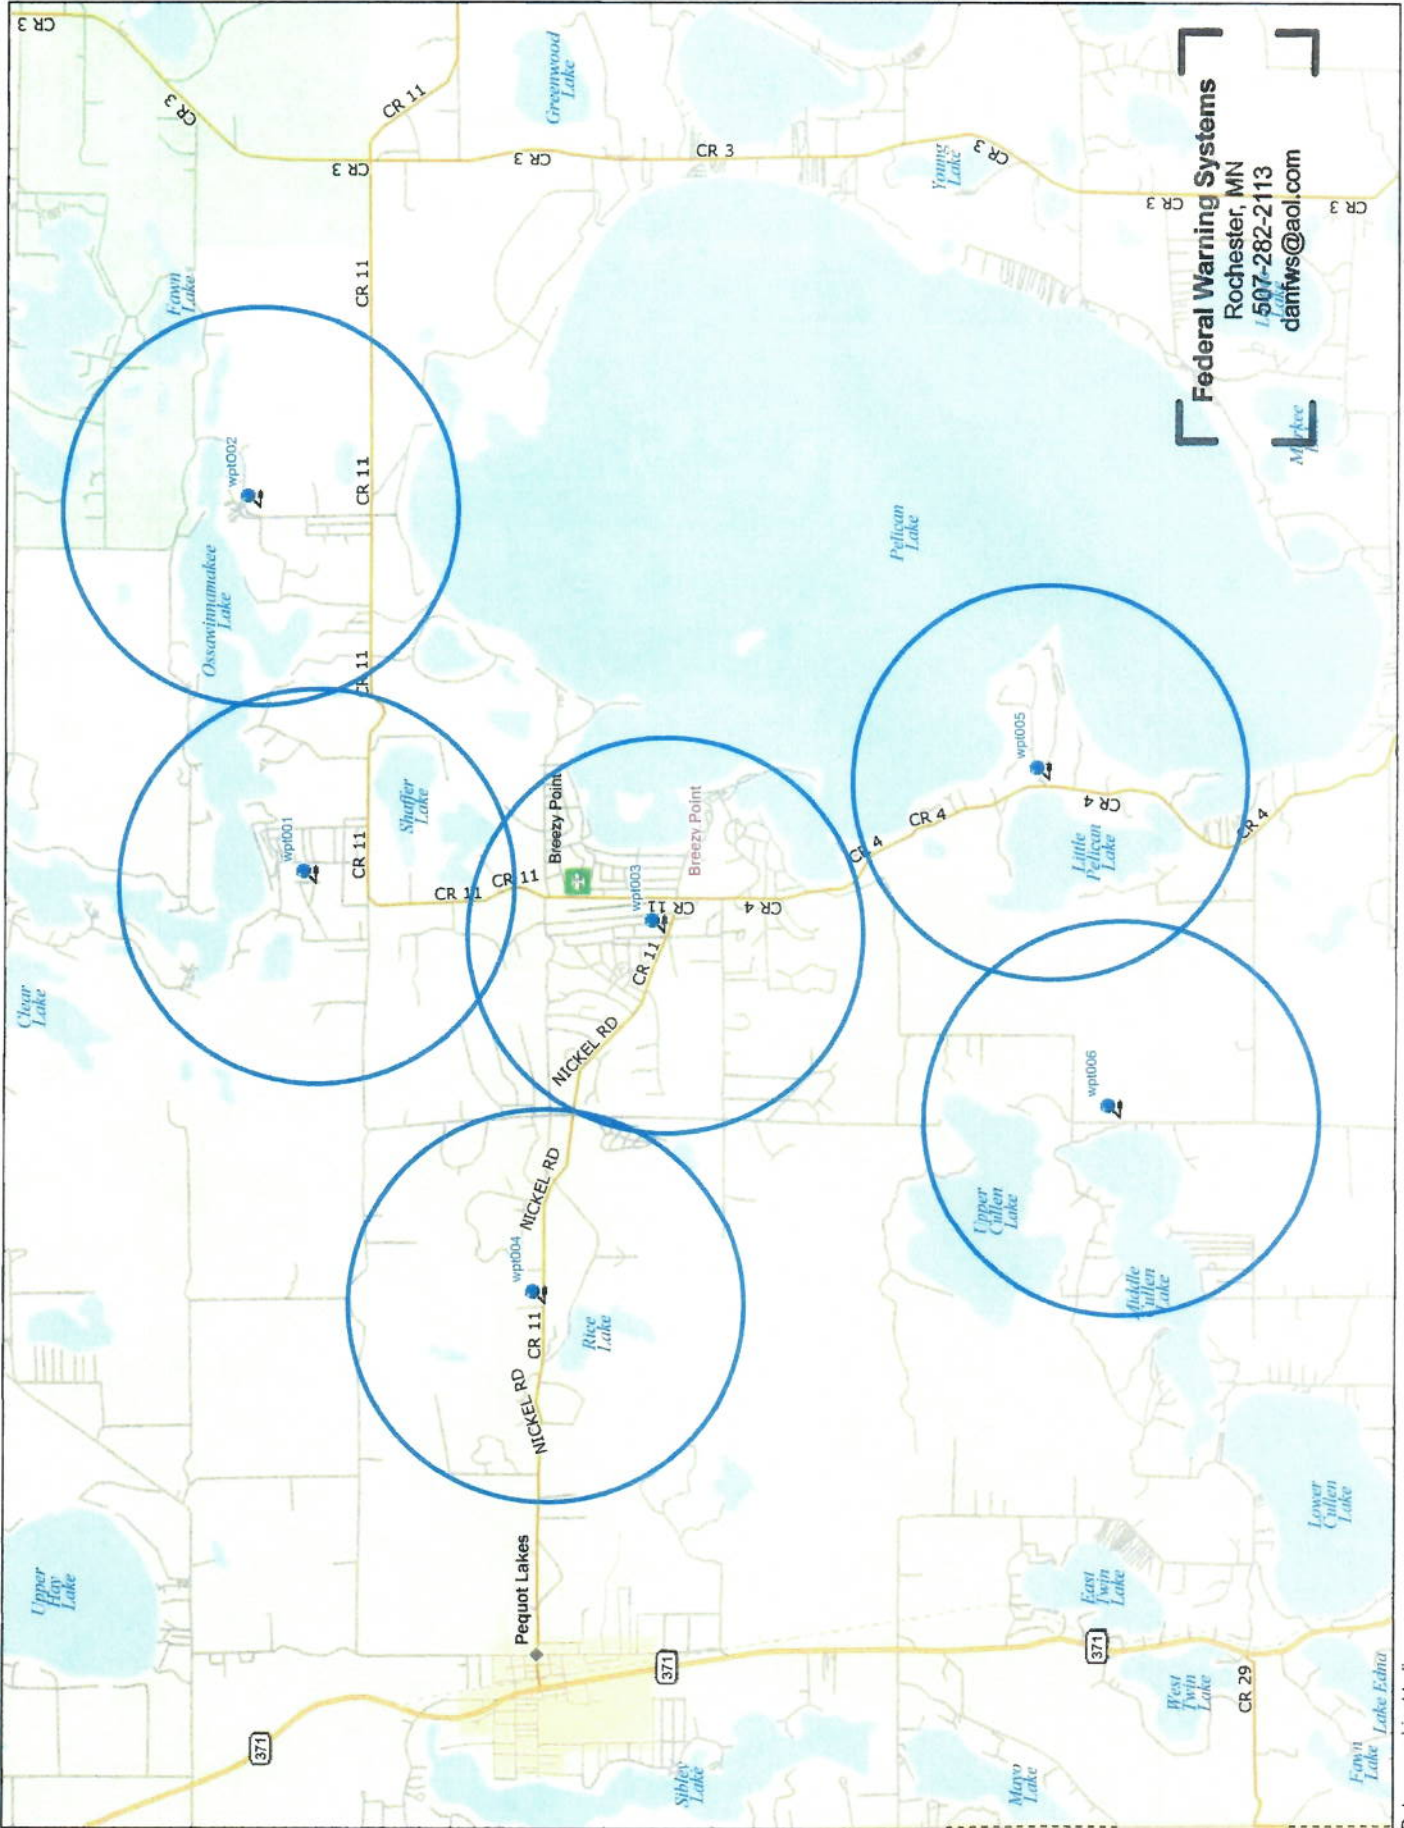 CR 3
CR 3
CR 3
CR 11
CR 11
CR 11
CR 11
CR 11
Greenwood
Lake
CR 3
CR 3
Young
Lake
CR 3
CR 3
CR 3
Fawn
Lake
wpt002
Ossawinnamakee
Lake
Pelican
Lake
Federal Warning Systems
Rochester, MN
507-282-2113
danfws@aol.com
Clear
Lake
wpt001
Shaffer
Lake
CR 11
CR 11
Breezy Point
Breezy Point
wpt003
CR 11
CR 11
CR 4
CR 4
CR 4
wpt005
CR 4
CR 4
Little
Pelican
Lake
NICKEL RD
NICKEL RD
wpt004
CR 11
NICKEL RD
Rice
Lake
wpt006
Upper
Cullen
Lake
Middle
Cullen
Lake
Upper
Hay
Lake
Pequot Lakes
371
371
371
East
Twin
Lake
Lower
Cullen
Lake
West
Twin
Lake
CR 29
Sibley
Lake
Mayo
Lake
Fawn
Lake
Lake Edna